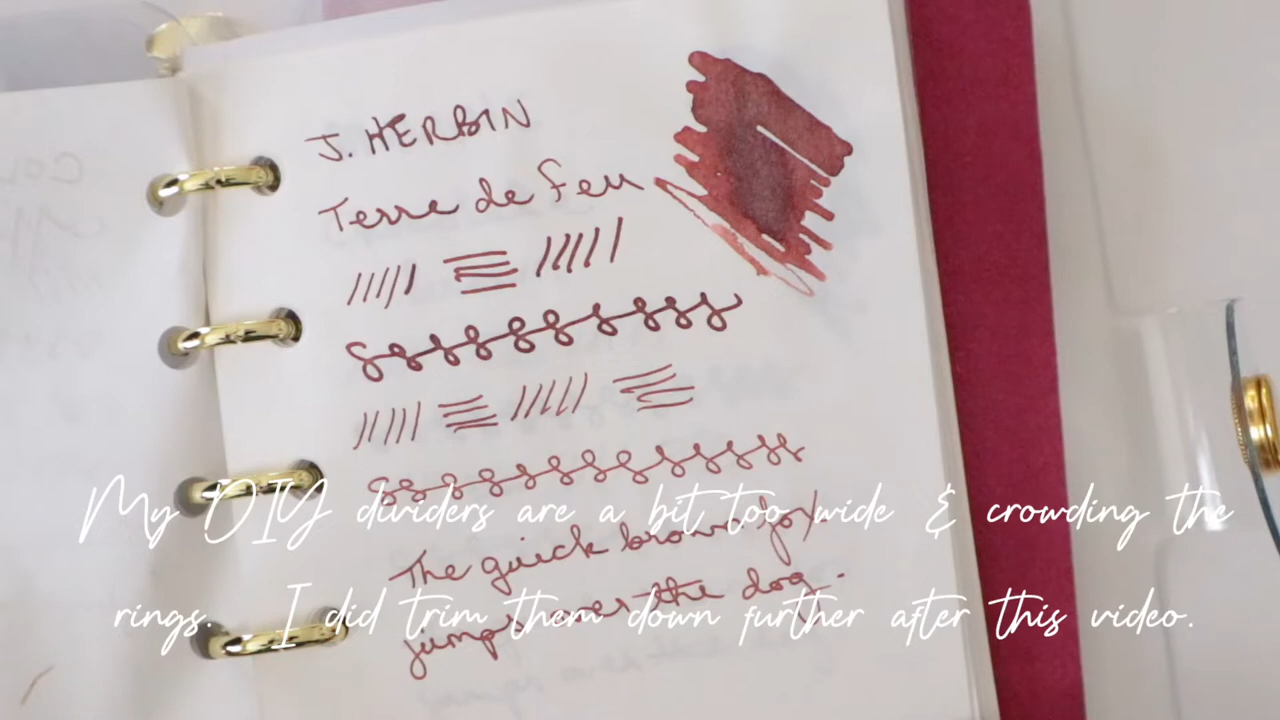 J. HERBIN
Terre de Feu
The quick brown fox
jumps over the dog.
My DIY dividers are a bit too wide & crowding the
rings. I did trim them down further after this video.